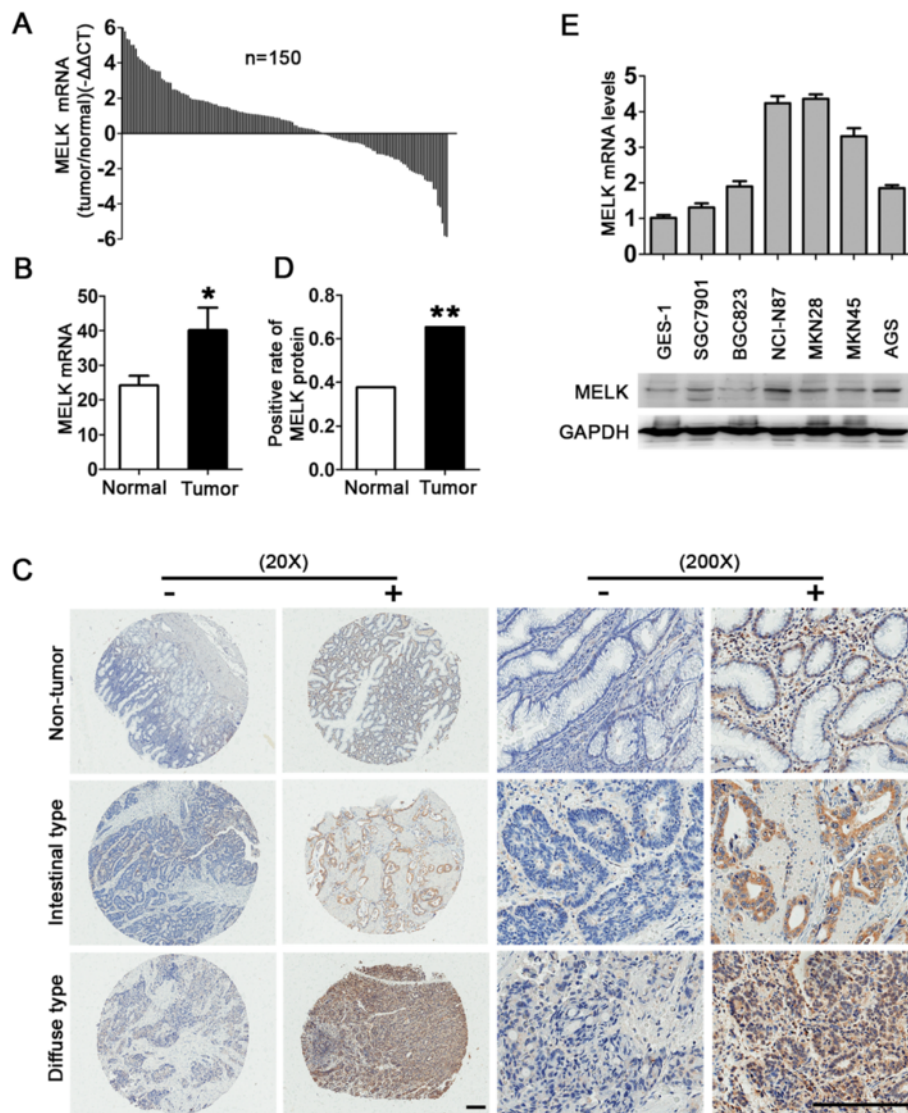 A
MELK mRNA
(tumor/normal)(-ΔΔCT)
6
4
2
0
-2
-4
-6
n=150
B
MELK mRNA
50
40
30
20
10
0
*
Normal Tumor
D
Positive rate of
MELK protein
0.8
0.6
0.4
0.2
0.0
**
Normal Tumor
E
MELK mRNA levels
5
4
3
2
1
0
GES-1
SGC7901
BGC823
NCI-N87
MKN28
MKN45
AGS
MELK
GAPDH
C
(20X) (200X)
- + - +
Non-tumor
Intestinal type
Diffuse type